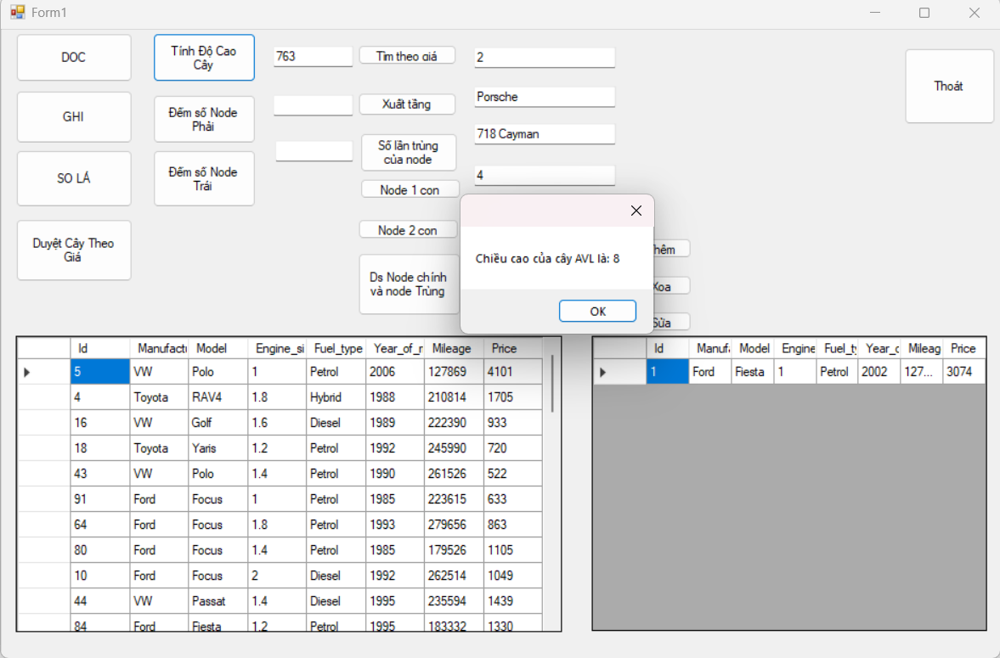 Form1
DOC
Tính Độ Cao
Cây
763
Tìm theo giá
2
Thoát
GHI
Đếm số Node
Phải
Xuất tầng
Porsche
SO LÁ
Đếm số Node
Trái
Số lần trùng
của node
718 Cayman
Node 1 con
4
Duyệt Cây Theo
Giá
Node 2 con
Ds Node chính
và node Trùng
Chiều cao của cây AVL là: 8
OK
hêm
Xoa
Sửa
Id Manufactu Model Engine_si Fuel_type Year_of_r Mileage Price
5 VW Polo 1 Petrol 2006 127869 4101
4 Toyota RAV4 1.8 Hybrid 1988 210814 1705
16 VW Golf 1.6 Diesel 1989 222390 933
18 Toyota Yaris 1.2 Petrol 1992 245990 720
43 VW Polo 1.4 Petrol 1990 261526 522
91 Ford Focus 1 Petrol 1985 223615 633
64 Ford Focus 1.8 Petrol 1993 279656 863
80 Ford Focus 1.4 Petrol 1985 179526 1105
10 Ford Focus 2 Diesel 1992 262514 1049
44 VW Passat 1.4 Diesel 1995 235594 1439
84 Ford Fiesta 1.2 Petrol 1995 183332 1330
Id Manufa Model Engine Fuel_ty Year_o Mileag Price
1 Ford Fiesta 1 Petrol 2002 127... 3074